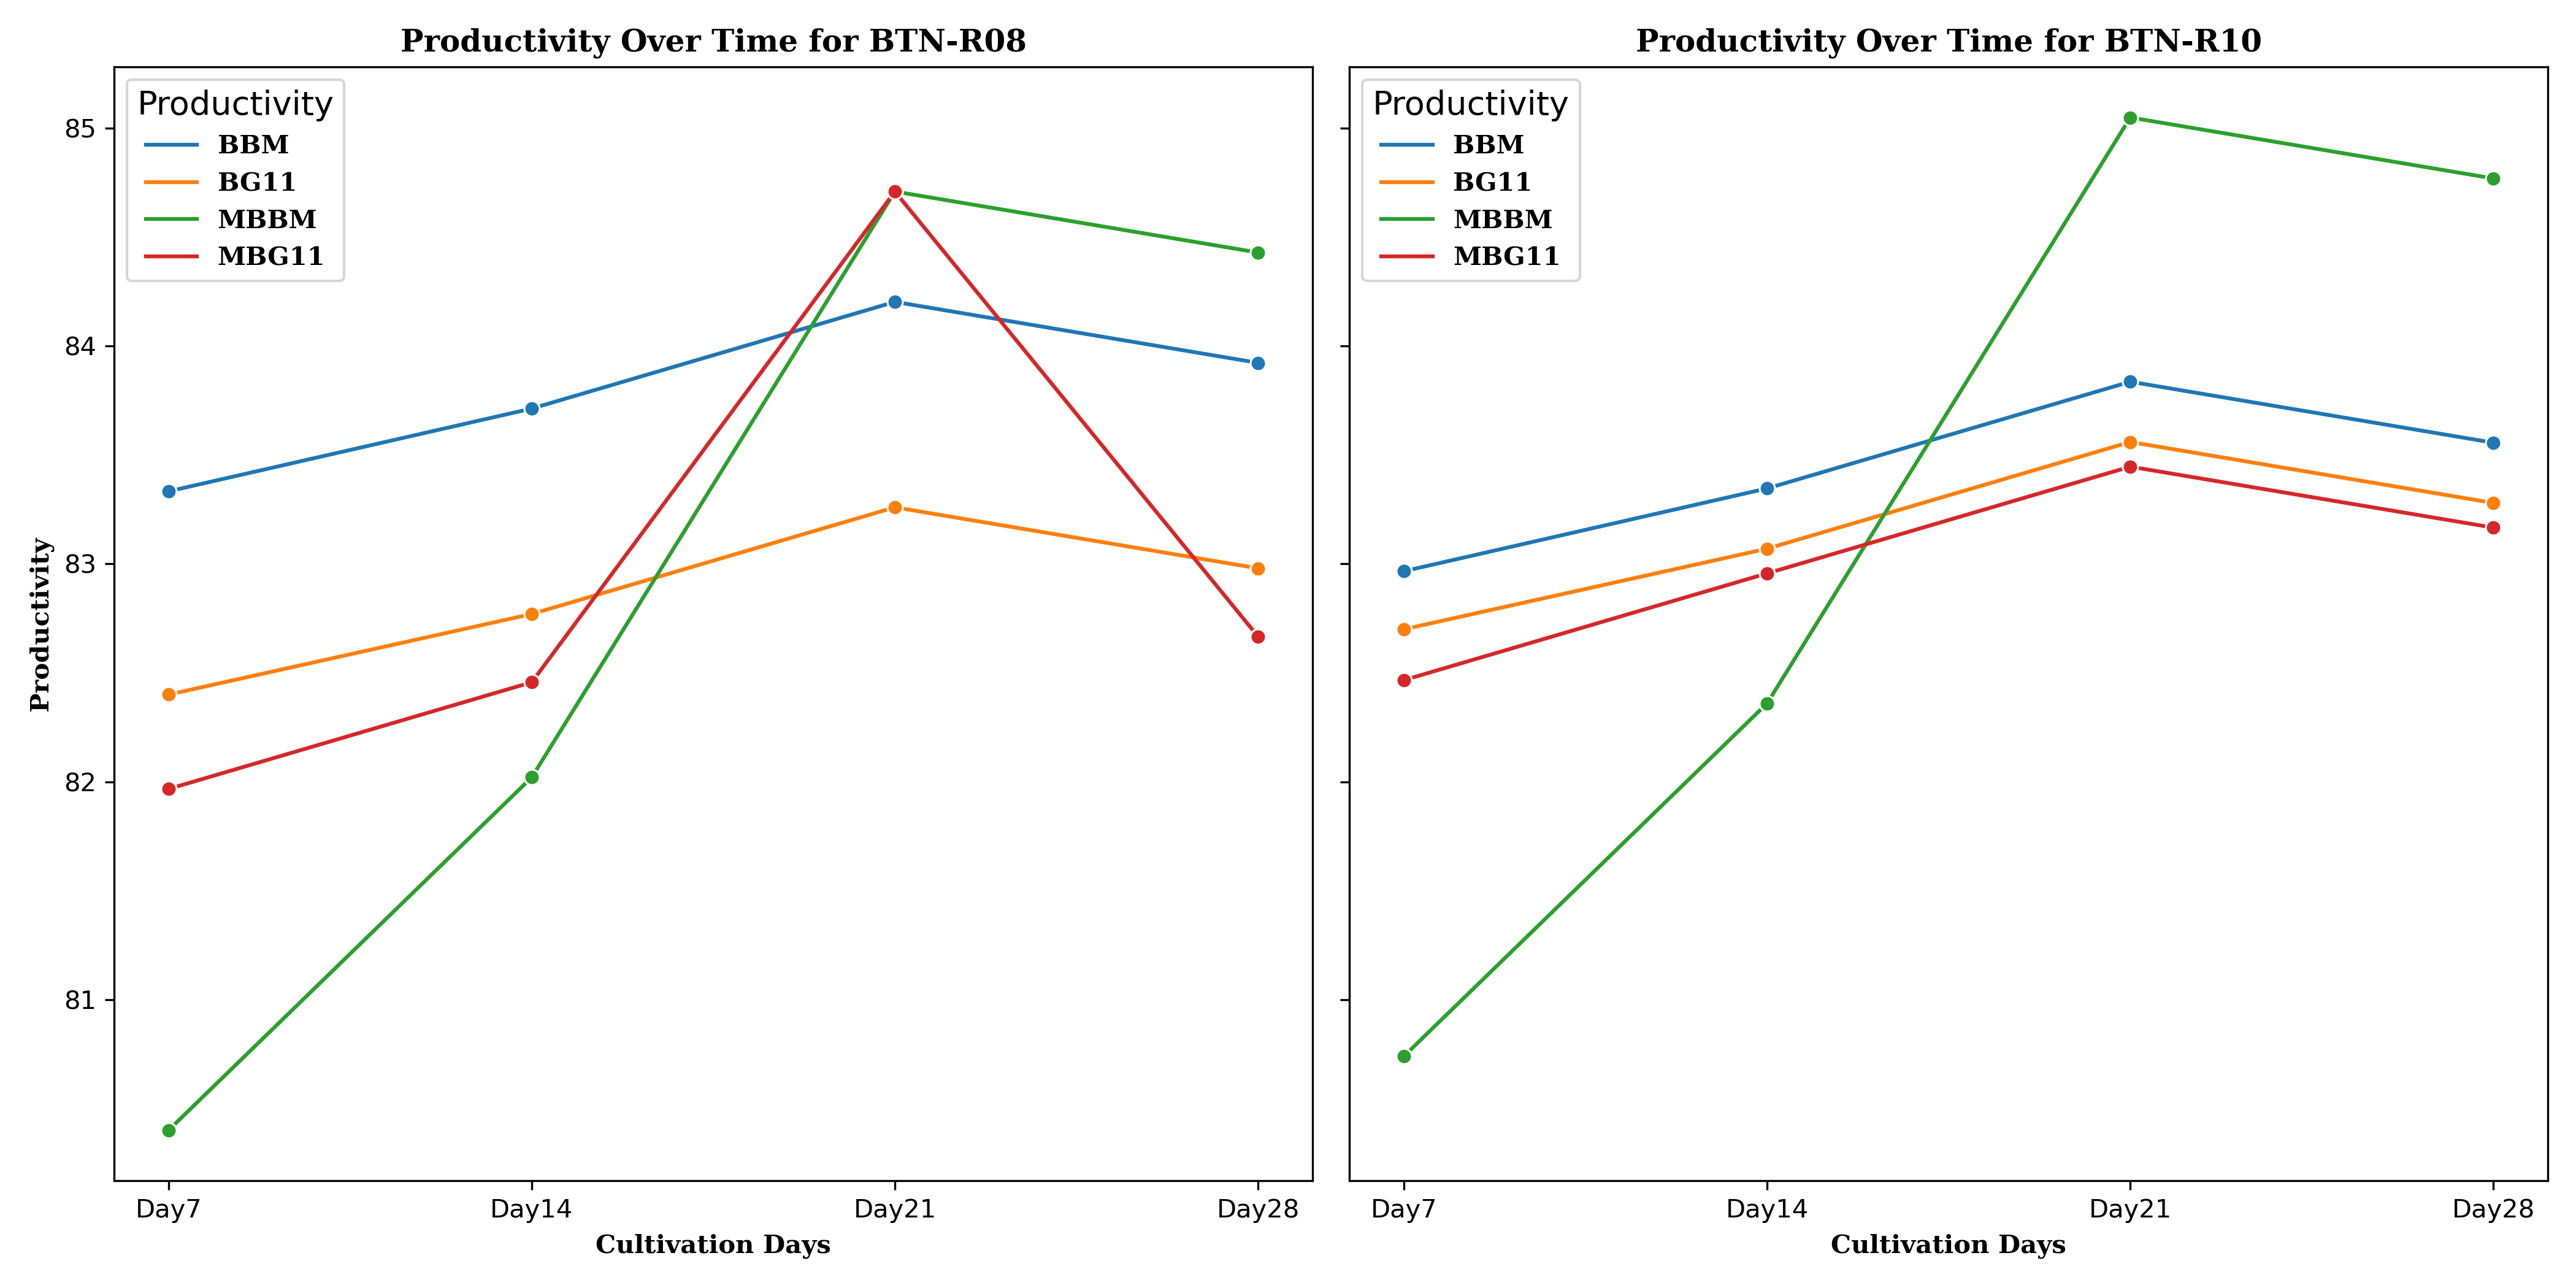 Productivity Over Time for BTN-R08
Productivity
BBM
BG11
MBBM
MBG11
85
84
83
82
81
Productivity
Day7
Day14
Day21
Day28
Cultivation Days
Productivity Over Time for BTN-R10
Productivity
BBM
BG11
MBBM
MBG11
Day7
Day14
Day21
Day28
Cultivation Days